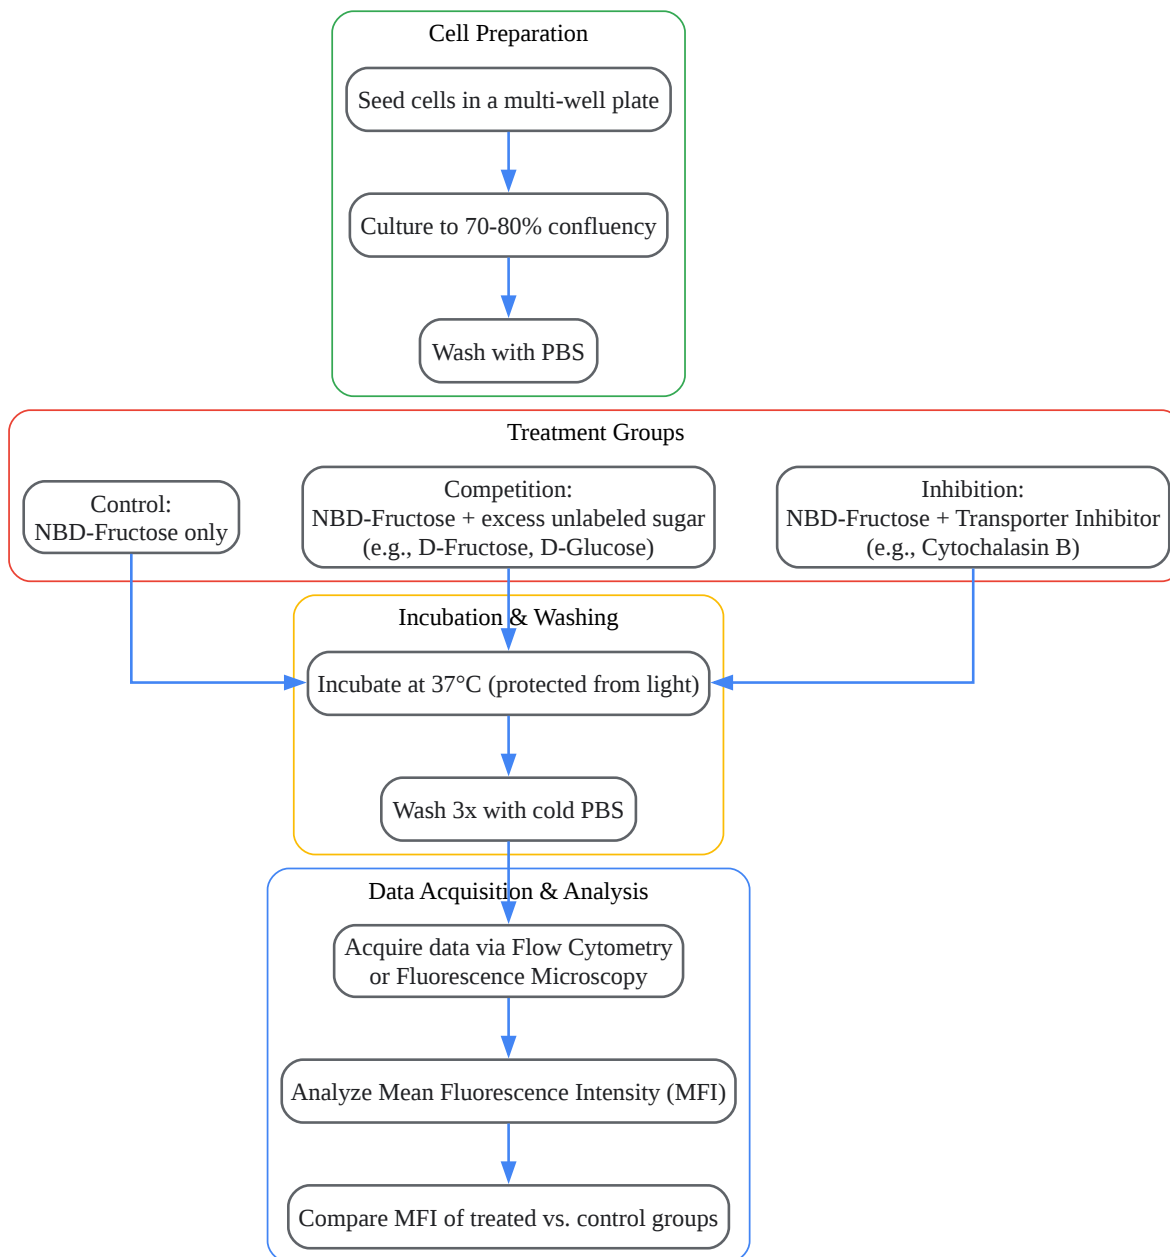 Cell Preparation
Seed cells in a multi-well plate
Culture to 70-80% confluency
Wash with PBS
Treatment Groups
Control:
NBD-Fructose only
Competition:
NBD-Fructose + excess unlabeled sugar
(e.g., D-Fructose, D-Glucose)
Inhibition:
NBD-Fructose + Transporter Inhibitor
(e.g., Cytochalasin B)
Incubation & Washing
Incubate at 37°C (protected from light)
Wash 3x with cold PBS
Data Acquisition & Analysis
Acquire data via Flow Cytometry
or Fluorescence Microscopy
Analyze Mean Fluorescence Intensity (MFI)
Compare MFI of treated vs. control groups